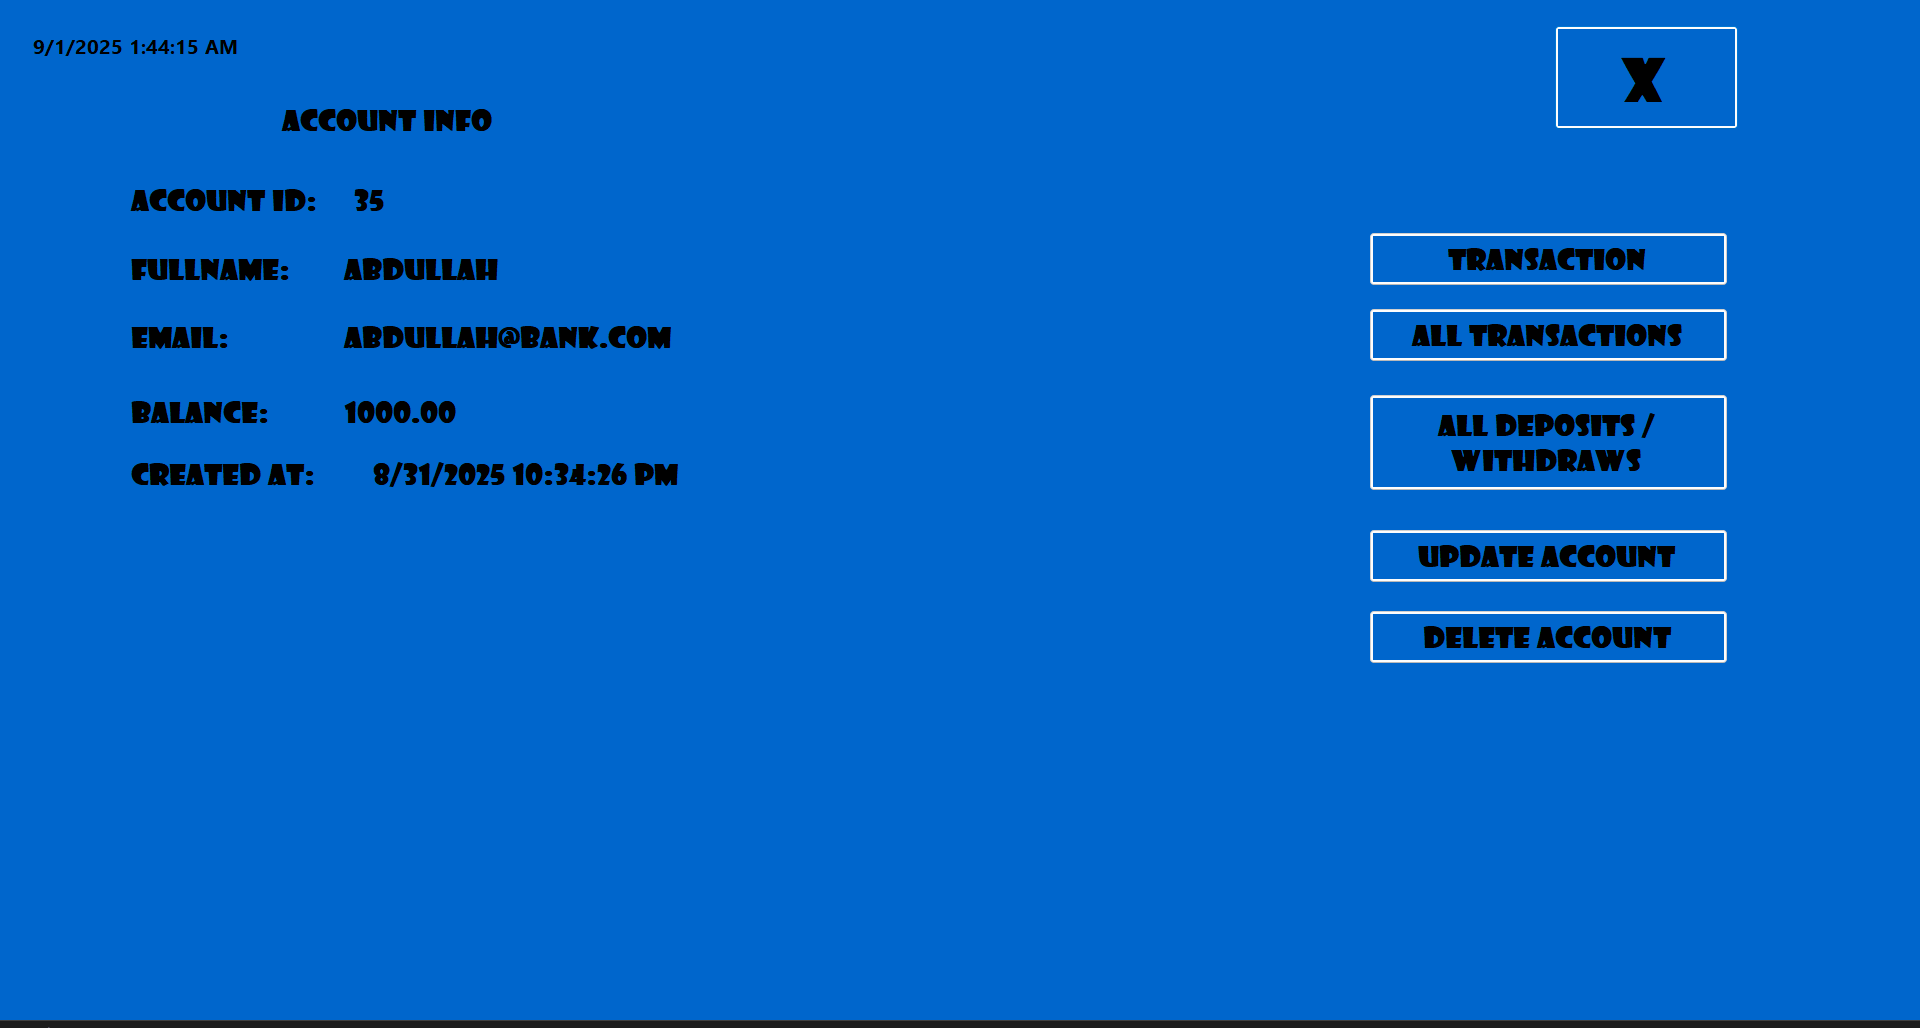 9/1/2025 1:44:15 AM
X
ACCOUNT INFO
ACCOUNT ID: 35
FULLNAME: ABDULLAH
EMAIL: ABDULLAH@BANK.COM
BALANCE: 1000.00
CREATED AT: 8/31/2025 10:34:26 PM
TRANSACTION
ALL TRANSACTIONS
ALL DEPOSITS /
WITHDRAWS
UPDATE ACCOUNT
DELETE ACCOUNT